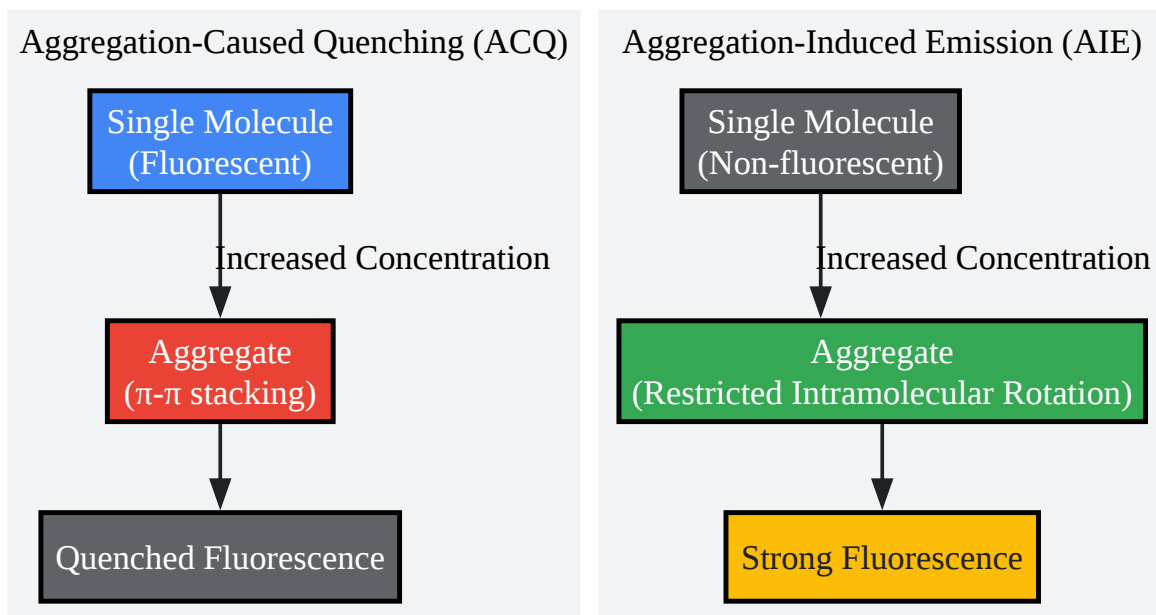 Aggregation-Caused Quenching (ACQ)
Single Molecule
(Fluorescent)
Increased Concentration
Aggregate
(π-π stacking)
Quenched Fluorescence
Aggregation-Induced Emission (AIE)
Single Molecule
(Non-fluorescent)
Increased Concentration
Aggregate
(Restricted Intramolecular Rotation)
Strong Fluorescence